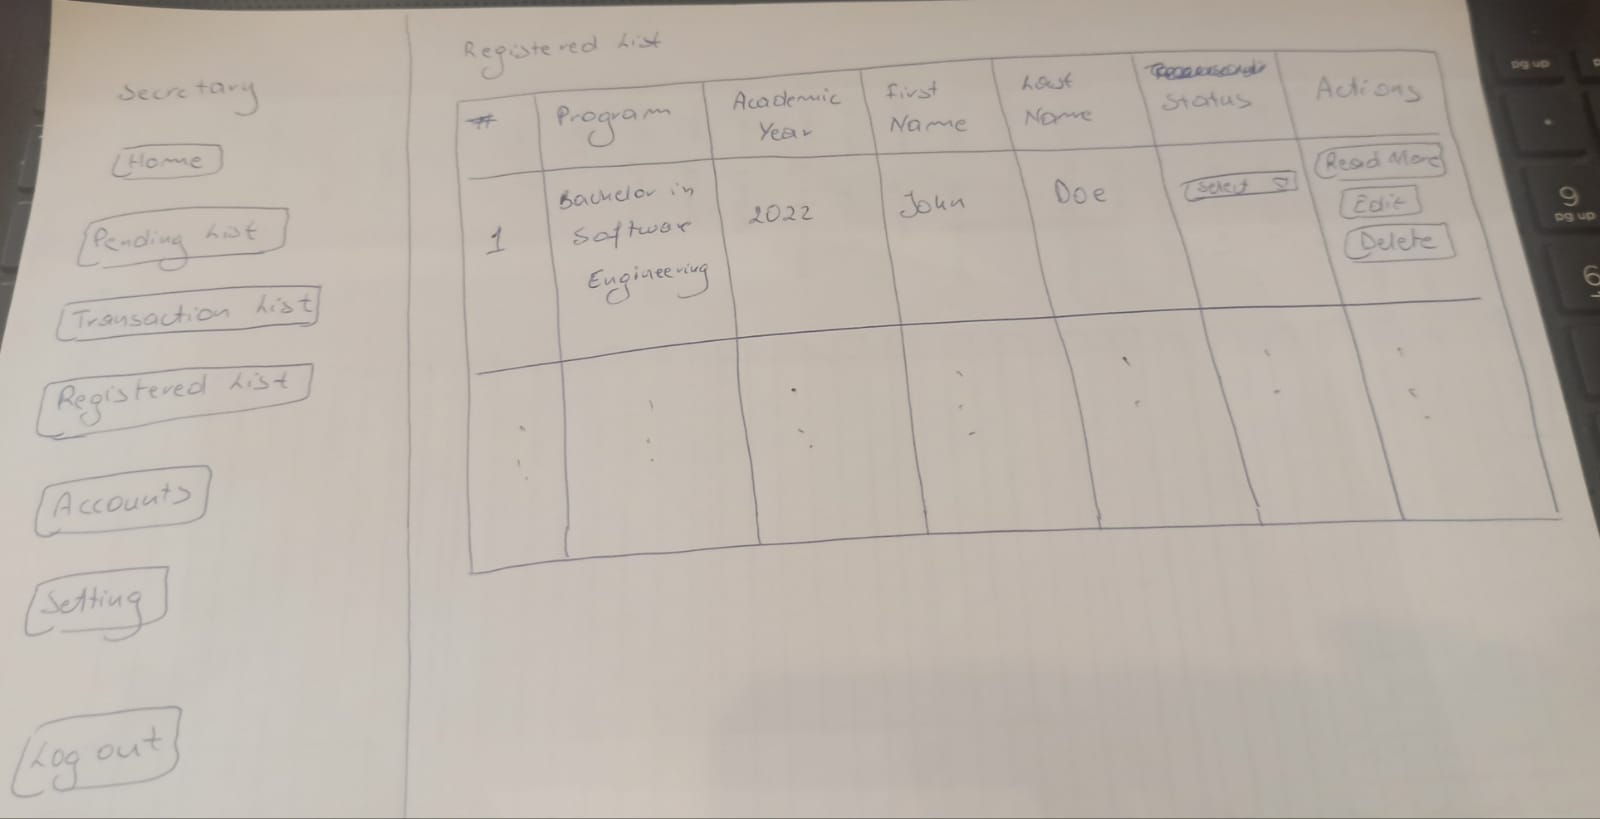 Secretary
Home
Pending List
Transaction List
Registered List
Accounts
Setting
Log out
Registered List
# Program Academic Year First Name Last Name Status Actions
1 Bachelor in Software Engineering 2022 John Doe Select Read More
Edit
Delete
pg up
9
pg up
6